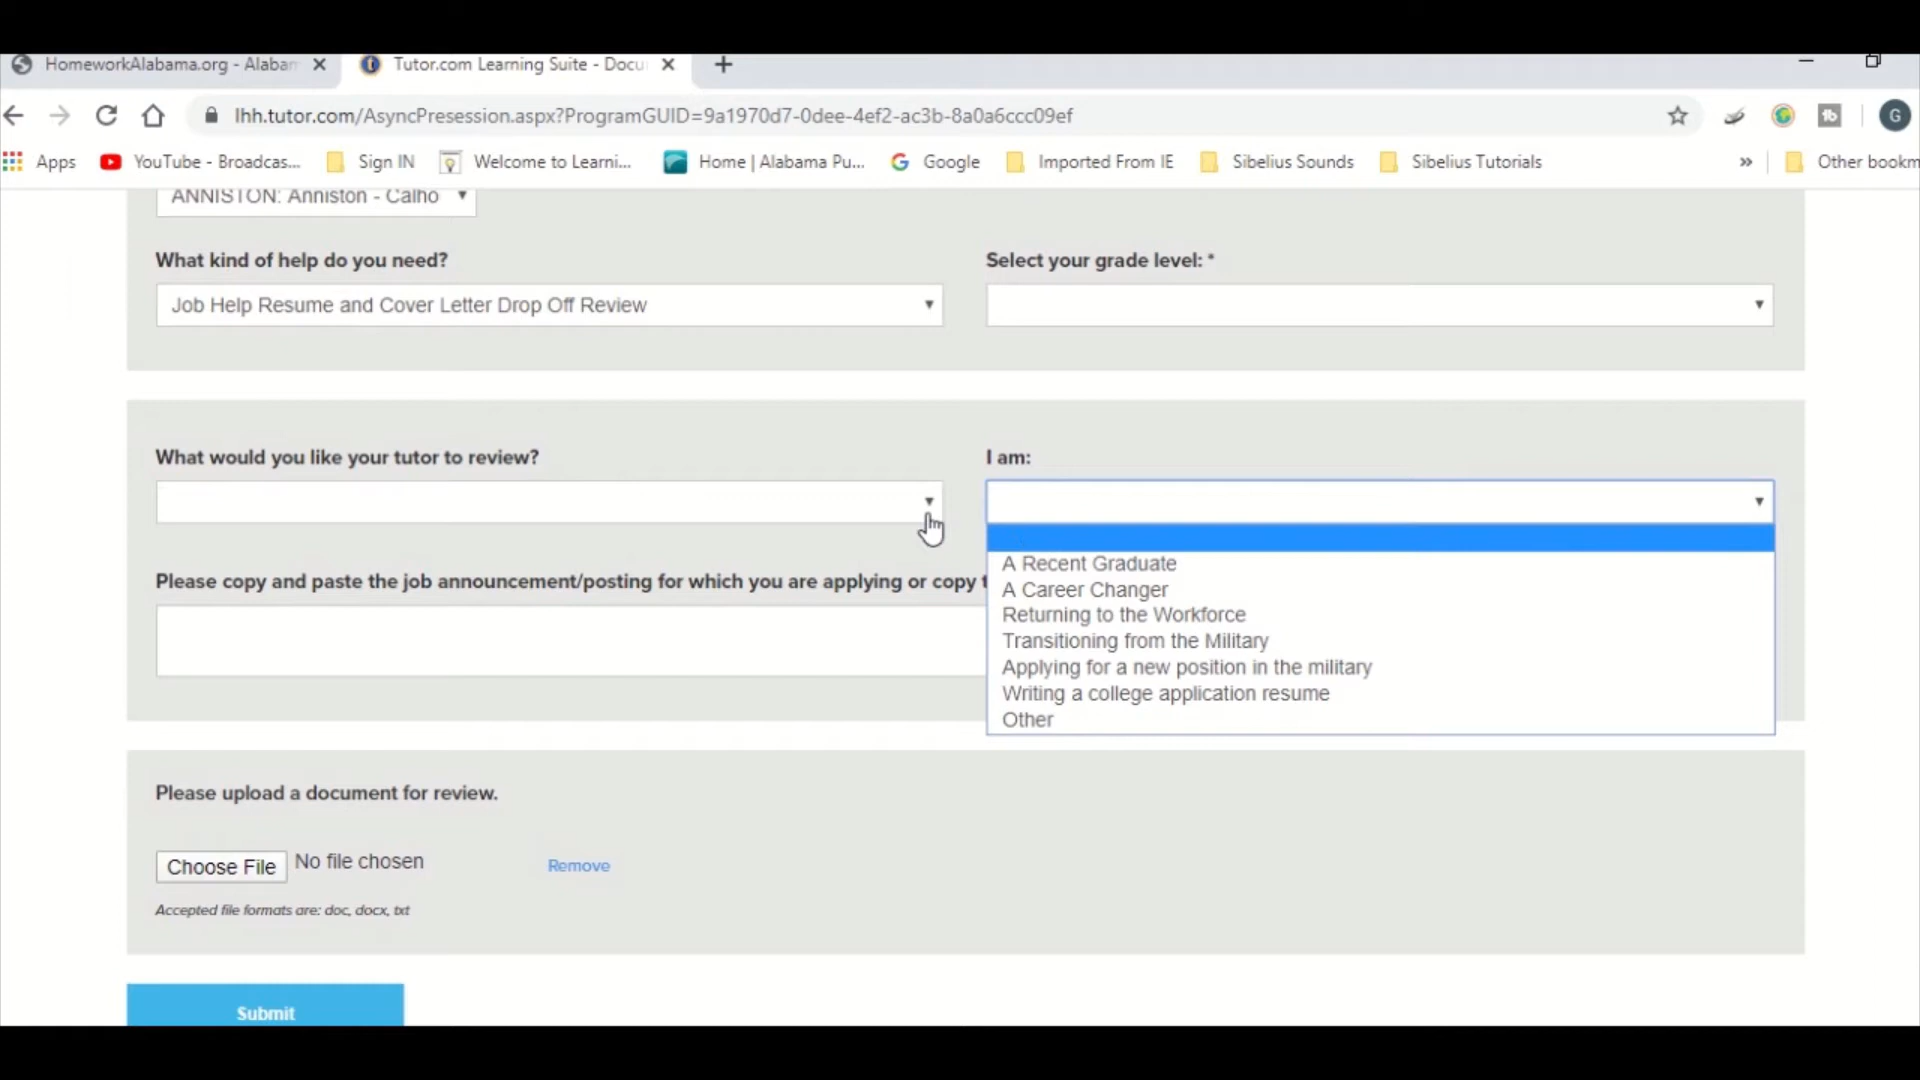 HomeworkAlabama.org - Alabam
Tutor.com Learning Suite - Docu
lhh.tutor.com/AsyncPresession.aspx?ProgramGUID=9a1970d7-0dee-4ef2-ac3b-8a0a6ccc09ef
G
Apps YouTube - Broadcas... Sign IN Welcome to Learni... Home | Alabama Pu... Google Imported From IE Sibelius Sounds Sibelius Tutorials » Other bookm
ANNISTON: Anniston - Calho
What kind of help do you need?
Job Help Resume and Cover Letter Drop Off Review
Select your grade level: *
What would you like your tutor to review?
I am:
A Recent Graduate
A Career Changer
Returning to the Workforce
Transitioning from the Military
Applying for a new position in the military
Writing a college application resume
Other
Please copy and paste the job announcement/posting for which you are applying or copy t
Please upload a document for review.
Choose File No file chosen Remove
Accepted file formats are: doc, docx, txt
Submit